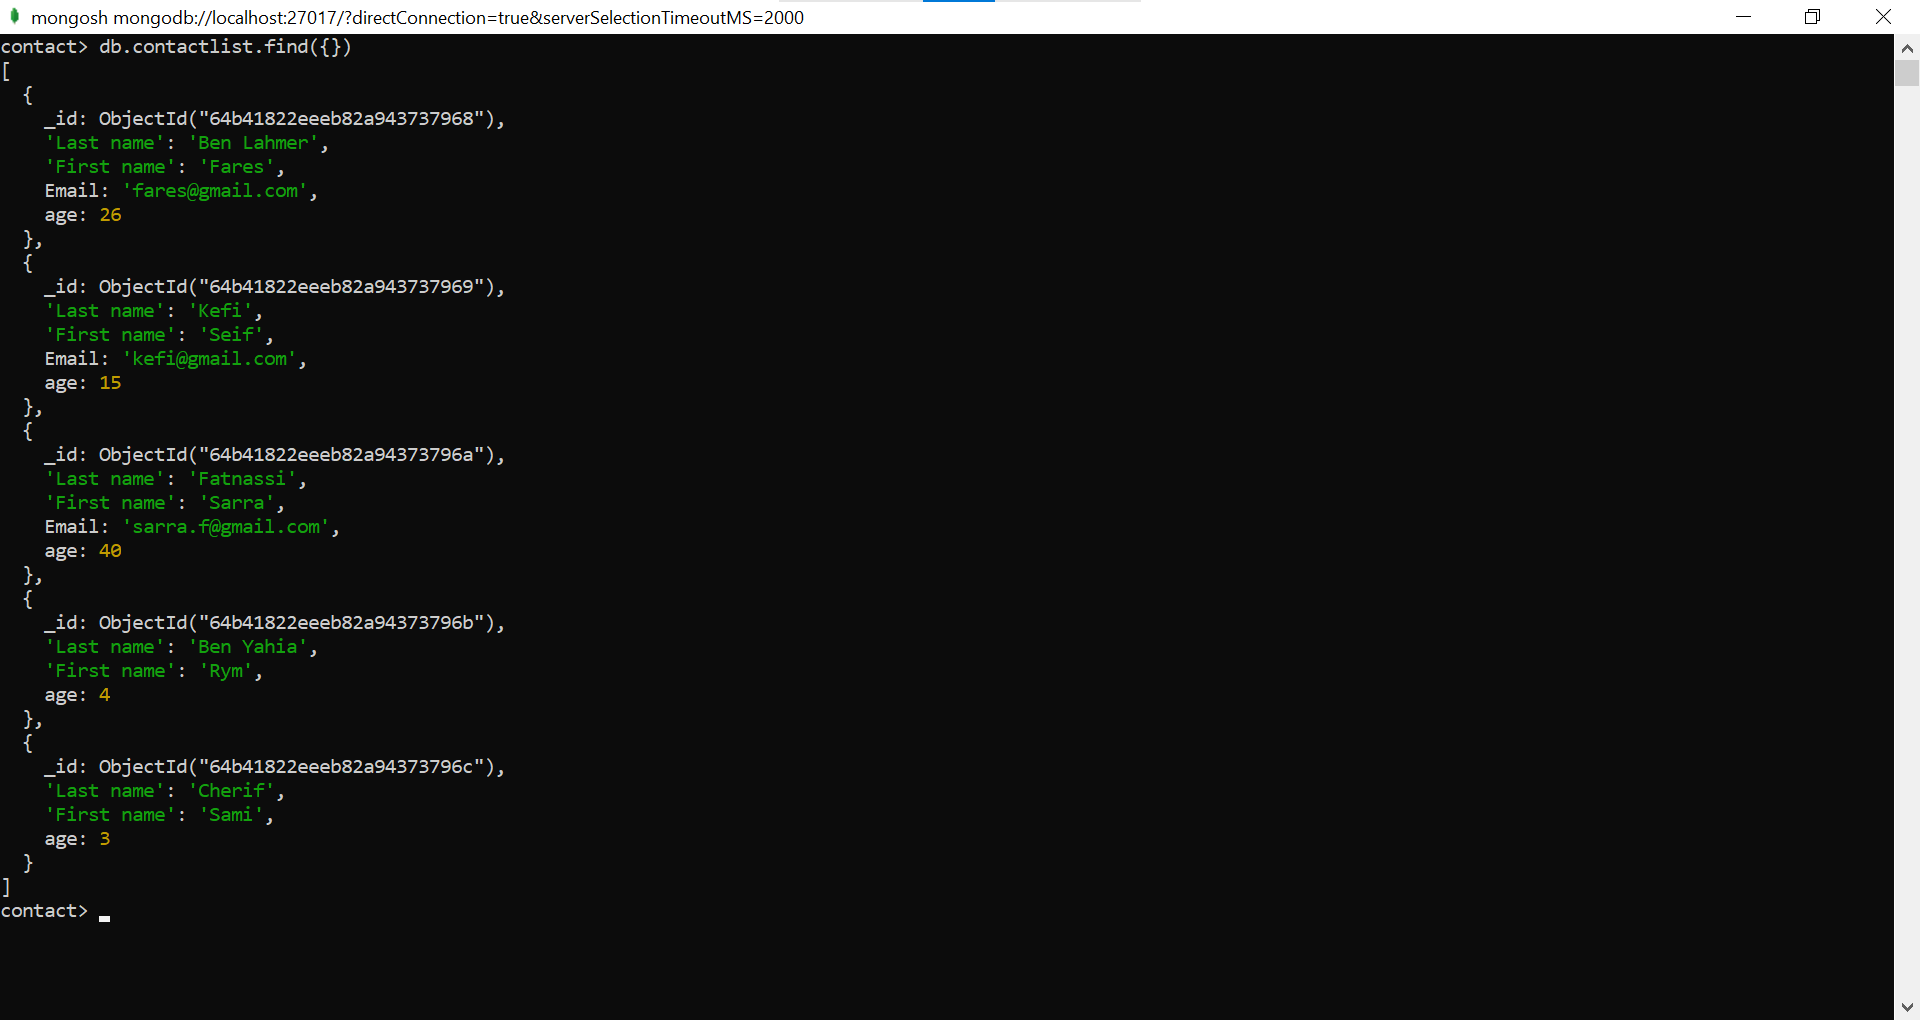 mongosh mongodb://localhost:27017/?directConnection=true&serverSelectionTimeoutMS=2000
contact> db.contactlist.find({})
[
  {
    _id: ObjectId("64b41822eeeb82a943737968"),
    'Last name': 'Ben Lahmer',
    'First name': 'Fares',
    Email: 'fares@gmail.com',
    age: 26
  },
  {
    _id: ObjectId("64b41822eeeb82a943737969"),
    'Last name': 'Kefi',
    'First name': 'Seif',
    Email: 'kefi@gmail.com',
    age: 15
  },
  {
    _id: ObjectId("64b41822eeeb82a94373796a"),
    'Last name': 'Fatnassi',
    'First name': 'Sarra',
    Email: 'sarra.f@gmail.com',
    age: 40
  },
  {
    _id: ObjectId("64b41822eeeb82a94373796b"),
    'Last name': 'Ben Yahia',
    'First name': 'Rym',
    age: 4
  },
  {
    _id: ObjectId("64b41822eeeb82a94373796c"),
    'Last name': 'Cherif',
    'First name': 'Sami',
    age: 3
  }
]
contact>